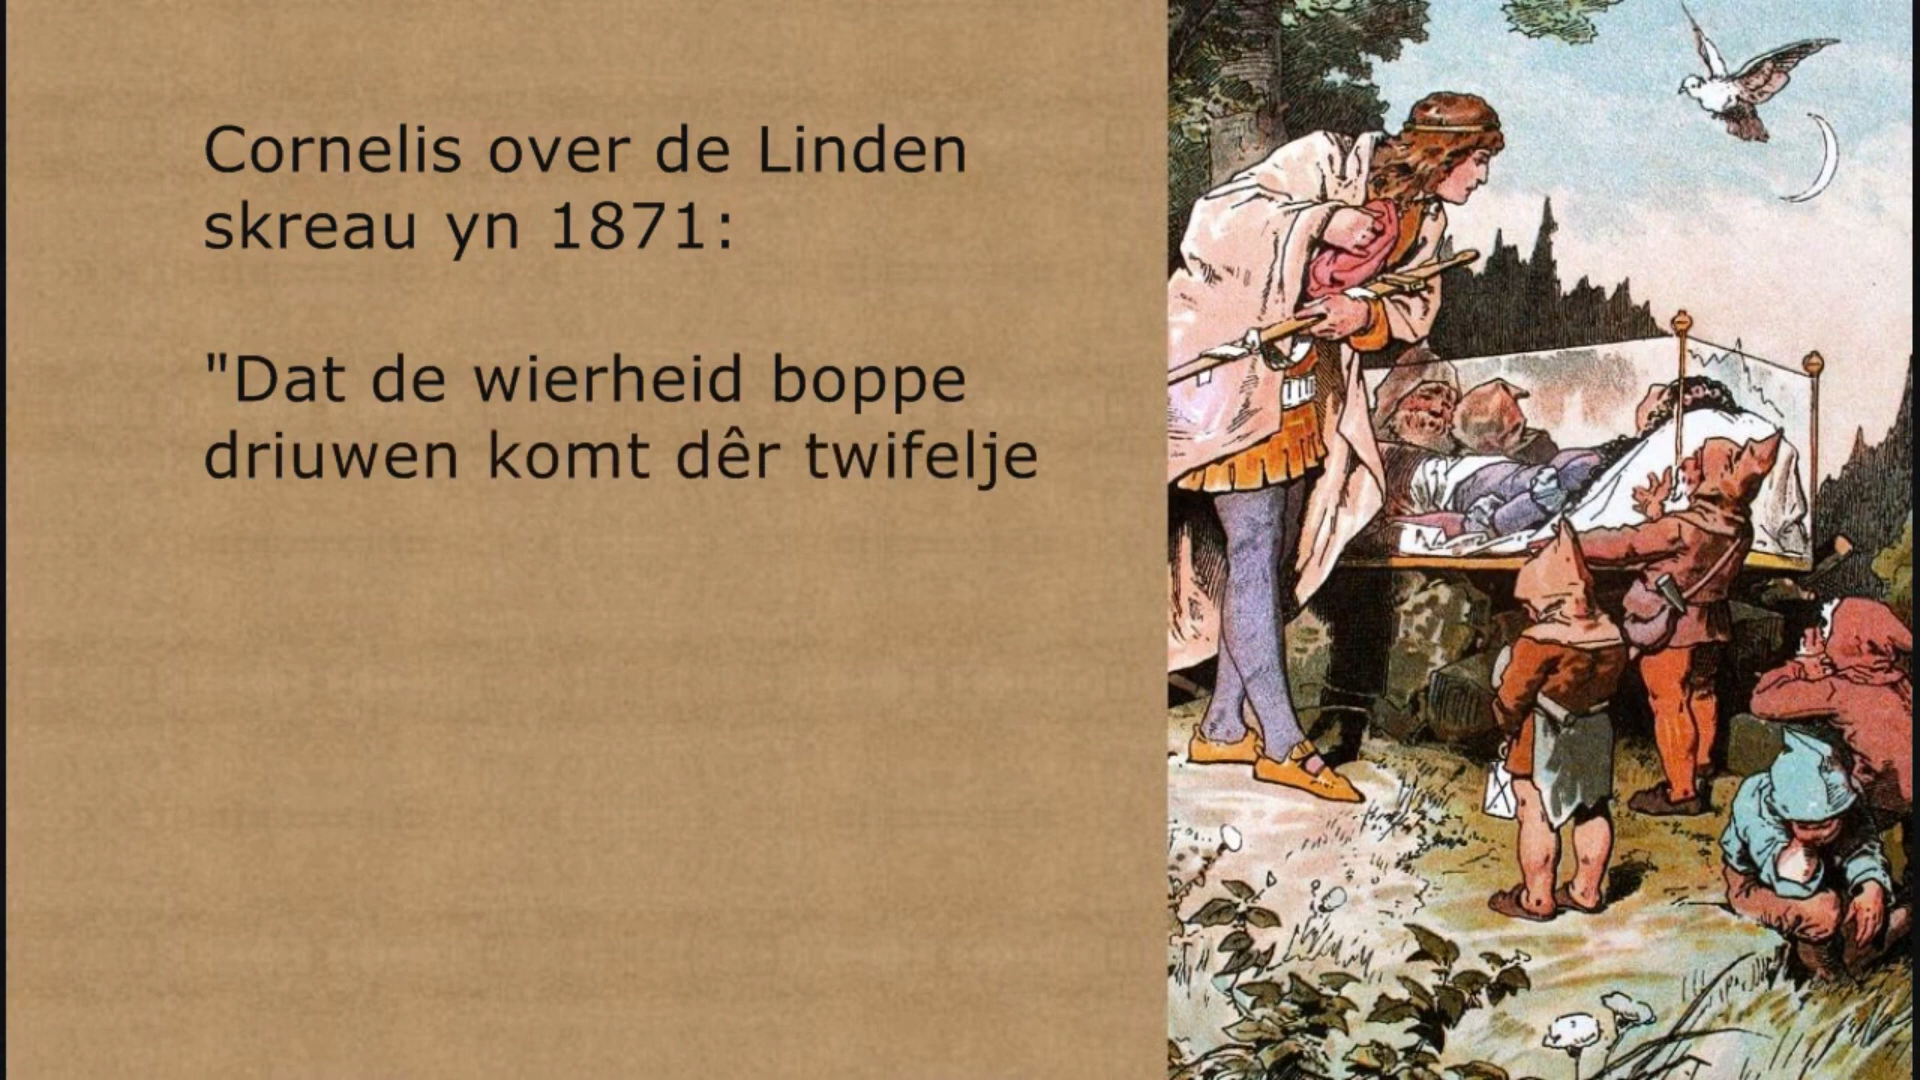 Cornelis over de Linden
skreau yn 1871:
"Dat de wierheid boppe
driuwen komt dêr twifelje